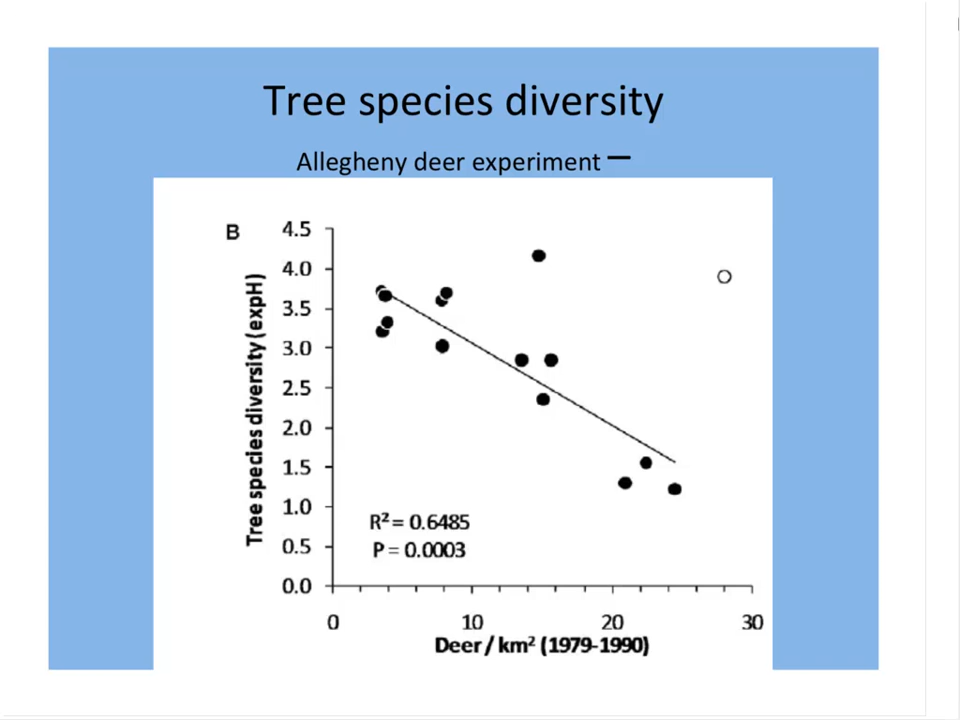 Tree species diversity
Allegheny deer experiment –
B
Tree species diversity (expH)
4.5
4.0
3.5
3.0
2.5
2.0
1.5
1.0
0.5
0.0
R² = 0.6485
P = 0.0003
0 10 20 30
Deer / km² (1979-1990)